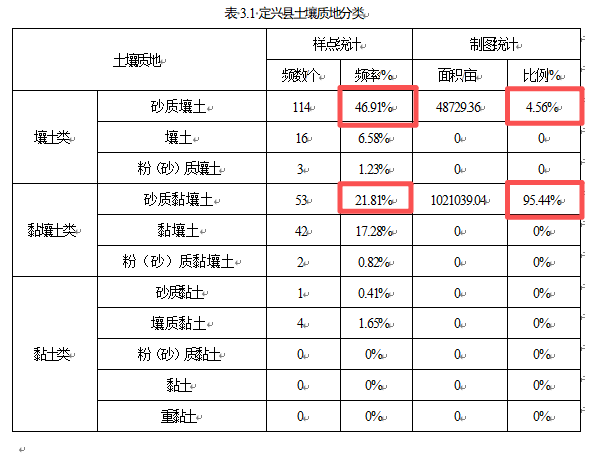 表·3.1·定兴县土壤质地分类
土壤质地 样点统计 制图统计
频数个 频率% 面积亩 比例%
壤土类 砂质壤土 114 46.91% 48729.36 4.56%
壤土 16 6.58% 0 0
粉（砂）质壤土 3 1.23% 0 0
黏壤土类 砂质黏壤土 53 21.81% 1021039.04 95.44%
黏壤土 42 17.28% 0 0%
粉（砂）质黏壤土 2 0.82% 0 0%
黏土类 砂质黏土 1 0.41% 0 0%
壤质黏土 4 1.65% 0 0%
粉（砂）质黏土 0 0% 0 0%
黏土 0 0% 0 0%
重黏土 0 0% 0 0%